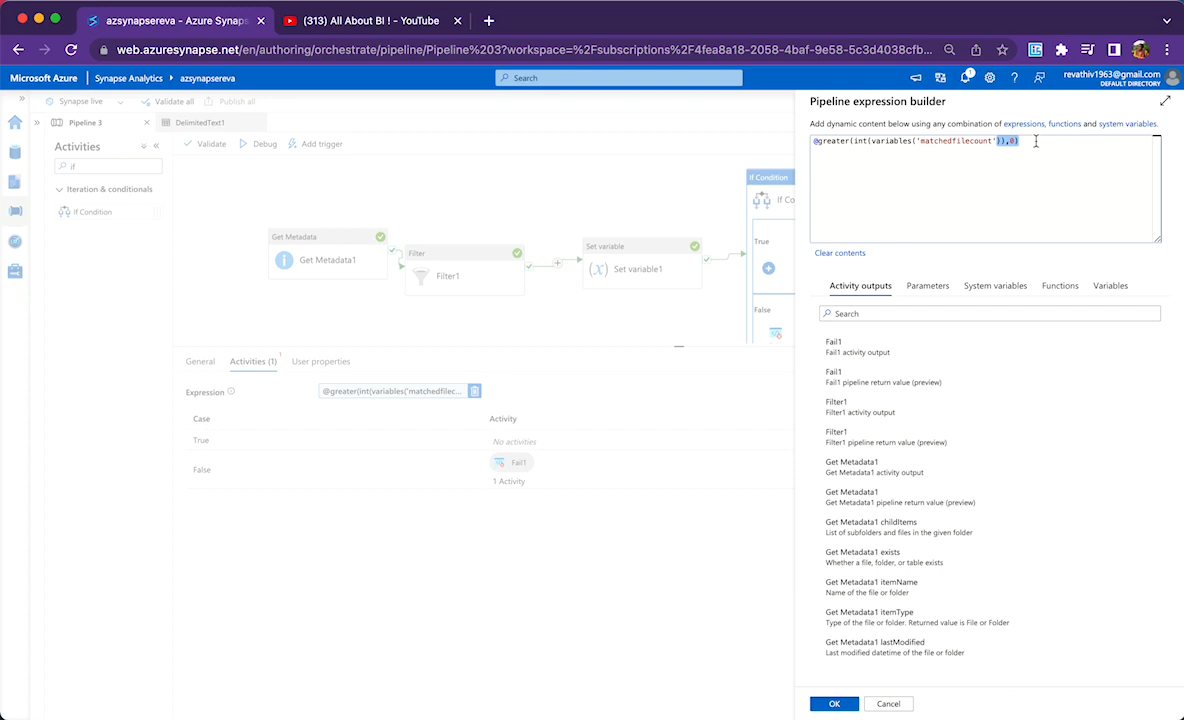 azsynapsereva - Azure Synaps
(313) All About BI ! - YouTube
web.azuresynapse.net/en/authoring/orchestrate/pipeline/Pipeline%203?workspace=%2Fsubscriptions%2F4fea8a18-2058-4baf-9e58-5c3d4038cfb...
Microsoft Azure
Synapse Analytics
azsynapsereva
Search
1
revathiv1963@gmail.com
DEFAULT DIRECTORY
Synapse live
Validate all
Publish all
Pipeline 3
DelimitedText1
Activities
if
Iteration & conditionals
If Condition
Validate
Debug
Add trigger
Get Metadata
Get Metadata1
Filter
Filter1
Set variable
(x)
Set variable1
If Condition
If Co
True
False
General
Activities (1)
1
User properties
Expression
@greater(int(variables('matchedfilec...
Case
Activity
True
No activities
False
Fail1
1 Activity
Pipeline expression builder
Add dynamic content below using any combination of expressions, functions and system variables.
@greater(int(variables('matchedfilecount')),0)
Clear contents
Activity outputs
Parameters
System variables
Functions
Variables
Search
Fail1
Fail1 activity output
Fail1
Fail1 pipeline return value (preview)
Filter1
Filter1 activity output
Filter1
Filter1 pipeline return value (preview)
Get Metadata1
Get Metadata1 activity output
Get Metadata1
Get Metadata1 pipeline return value (preview)
Get Metadata1 childItems
List of subfolders and files in the given folder
Get Metadata1 exists
Whether a file, folder, or table exists
Get Metadata1 itemName
Name of the file or folder
Get Metadata1 itemType
Type of the file or folder. Returned value is File or Folder
Get Metadata1 lastModified
Last modified datetime of the file or folder
OK
Cancel